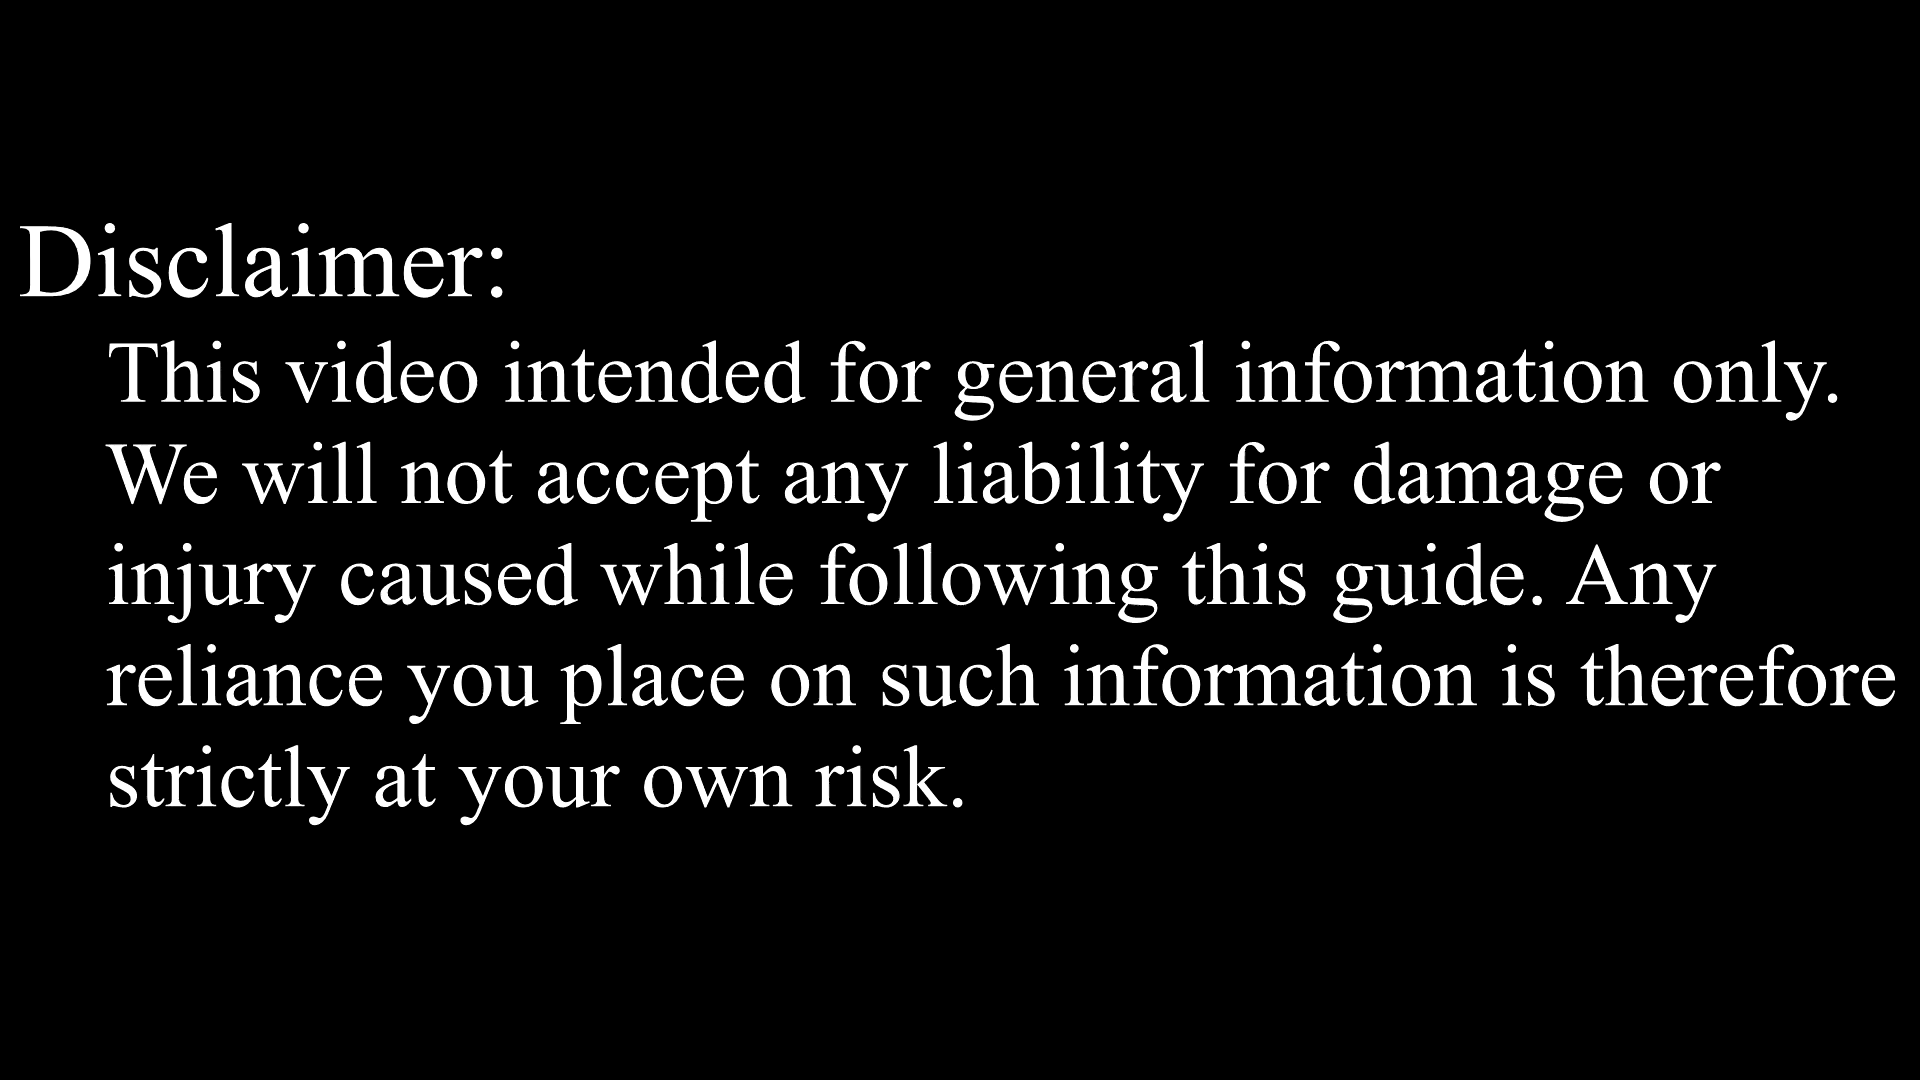 Disclaimer:
This video intended for general information only.
We will not accept any liability for damage or
injury caused while following this guide. Any
reliance you place on such information is therefore
strictly at your own risk.